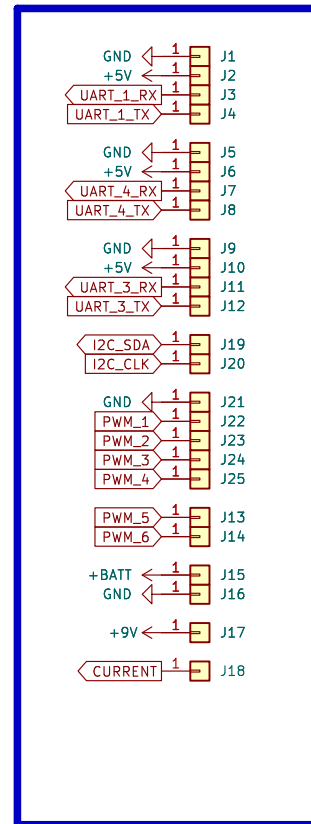 GND 1 J1
+5V 1 J2
UART_1_RX 1 J3
UART_1_TX 1 J4
GND 1 J5
+5V 1 J6
UART_4_RX 1 J7
UART_4_TX 1 J8
GND 1 J9
+5V 1 J10
UART_3_RX 1 J11
UART_3_TX 1 J12
I2C_SDA 1 J19
I2C_CLK 1 J20
GND 1 J21
PWM_1 1 J22
PWM_2 1 J23
PWM_3 1 J24
PWM_4 1 J25
PWM_5 1 J13
PWM_6 1 J14
+BATT 1 J15
GND 1 J16
+9V 1 J17
CURRENT 1 J18